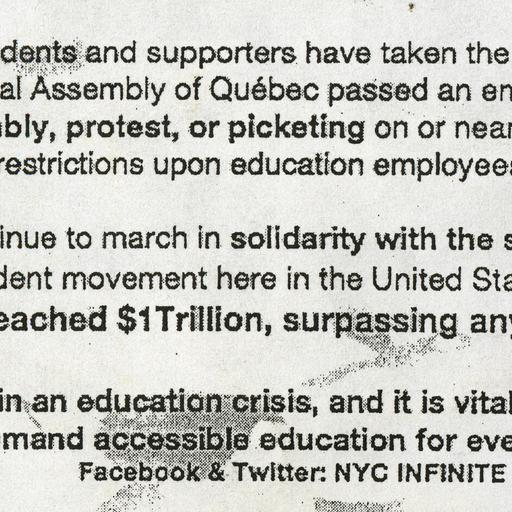 dents and supporters have taken the
al Assembly of Québec passed an em
bly, protest, or picketing on or near
restrictions upon education employees
inue to march in solidarity with the s
dent movement here in the United Sta
eached $1Trillion, surpassing any
in an education crisis, and it is vital
mand accessible education for eve
Facebook & Twitter: NYC INFINITE